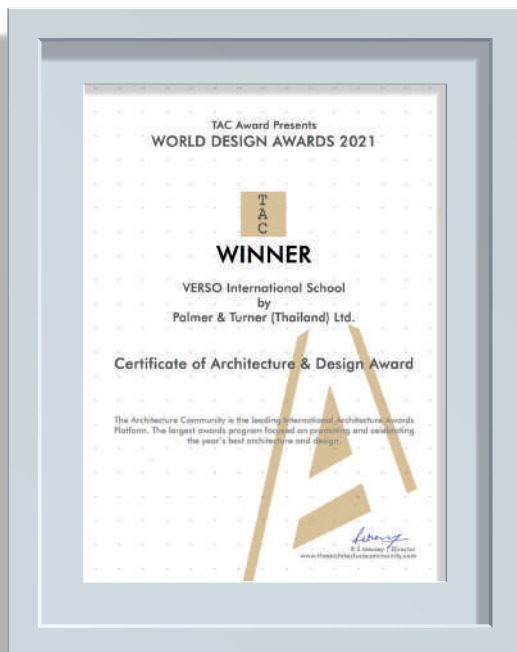 TAC Award Presents
WORLD DESIGN AWARDS 2021
T
A
C
WINNER
VERSO International School
by
Palmer & Turner (Thailand) Ltd.
Certificate of Architecture & Design Award
The Architecture Community is the leading International Architecture Awards
Platform. The largest awards program focused on promoting and celebrating
the year's best architecture and design.
Director
www.thearchitecturecommunity.com